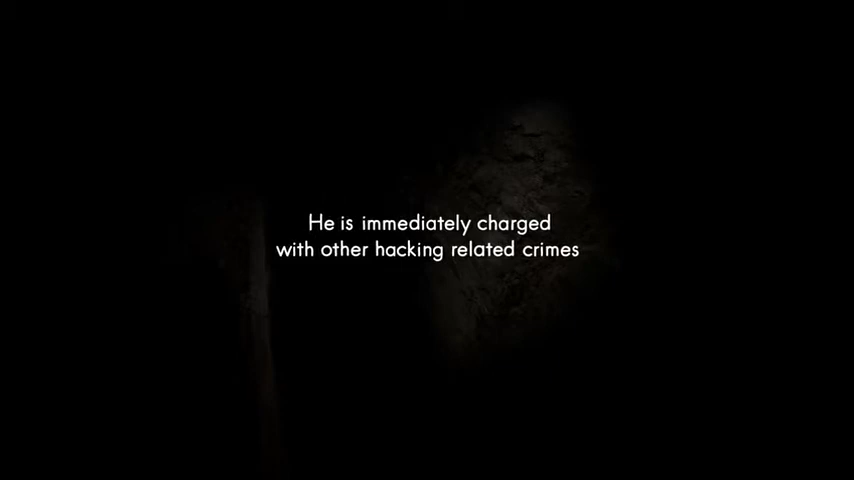 He is immediately charged
with other hacking related crimes